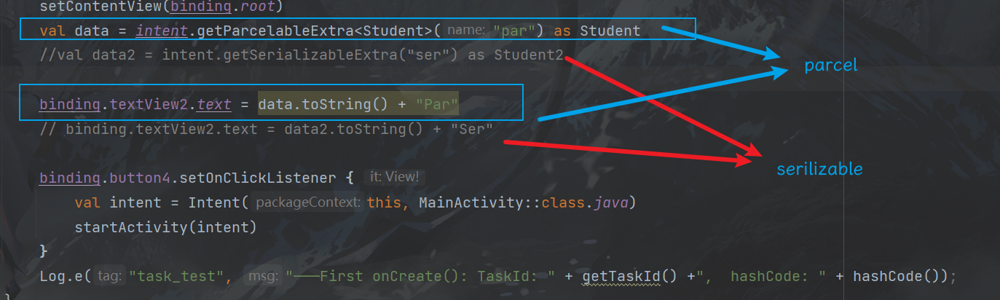 setContentView(binding.root)
val data = intent.getParcelableExtra<Student>( name: "par") as Student
//val data2 = intent.getSerializableExtra("ser") as Student2
parcel
binding.textView2.text = data.toString() + "Par"
// binding.textView2.text = data2.toString() + "Ser"
serilizable
binding.button4.setOnClickListener { it: View!
val intent = Intent( packageContext: this, MainActivity::class.java)
startActivity(intent)
}
Log.e( tag: "task_test", msg: "———First onCreate(): TaskId: " + getTaskId() +", hashCode: " + hashCode());
}